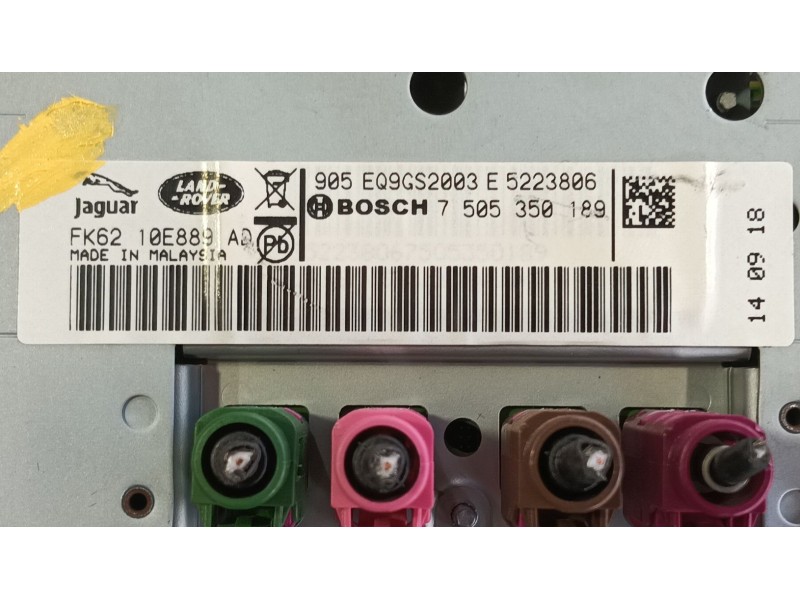 Jaguar
LAND-
ROVER
FK62 10E889 AD
MADE IN MALAYSIA
Pb
905 EQ9GS2003 E 5223806
BOSCH 7 505 350 189
52238067505350189
14 09 18